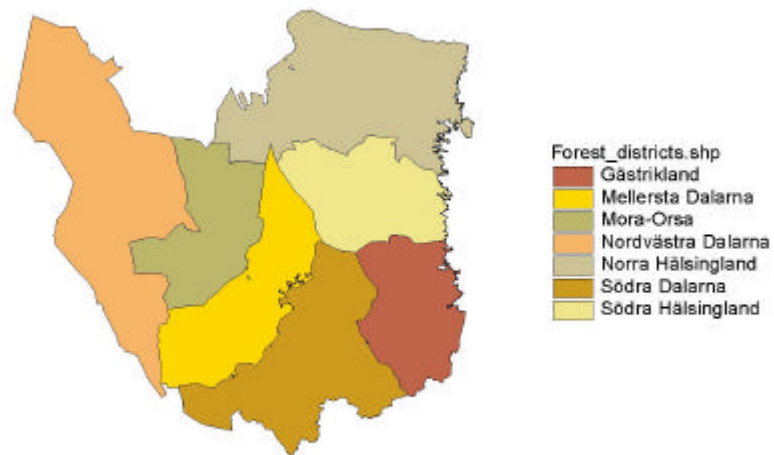 Forest_districts.shp
Gästrikland
Mellersta Dalarna
Mora-Orsa
Nordvästra Dalarna
Norra Hälsingland
Södra Dalarna
Södra Hälsingland